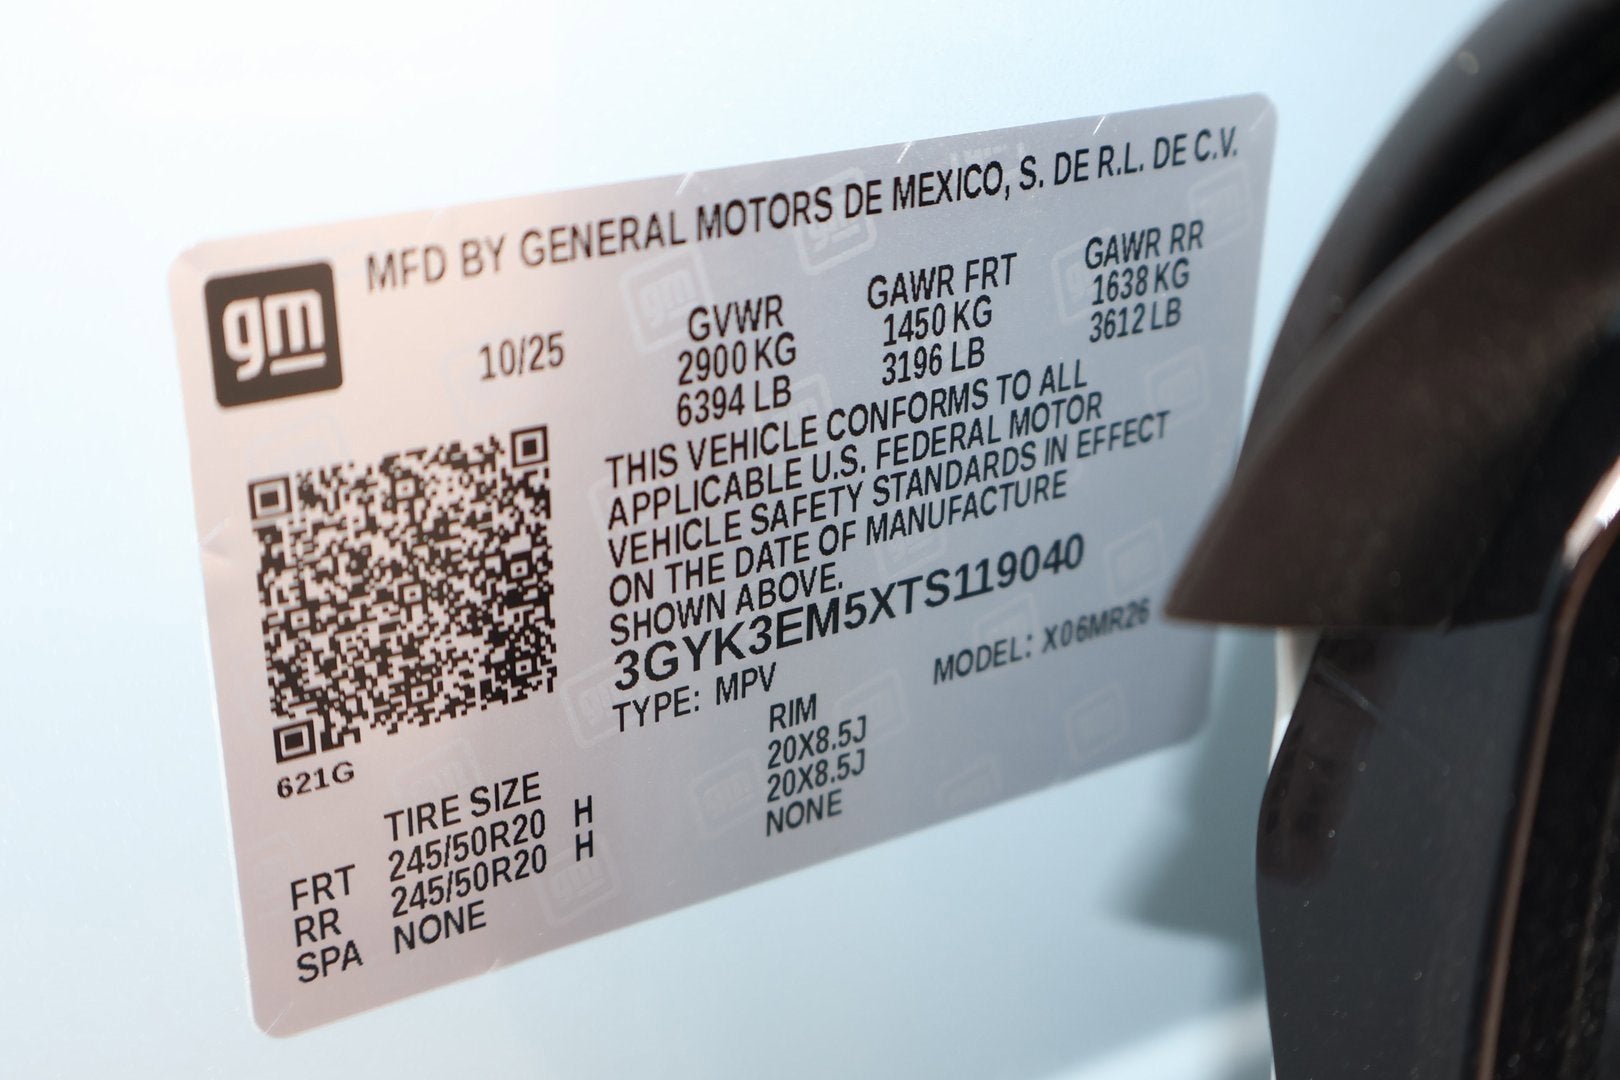 gm
MFD BY GENERAL MOTORS DE MEXICO, S. DE R.L. DE C.V.
10/25
GVWR GAWR FRT GAWR RR
2900 KG 1450 KG 1638 KG
6394 LB 3196 LB 3612 LB
THIS VEHICLE CONFORMS TO ALL
APPLICABLE U.S. FEDERAL MOTOR
VEHICLE SAFETY STANDARDS IN EFFECT
ON THE DATE OF MANUFACTURE
SHOWN ABOVE.
3GYK3EM5XTS119040
TYPE: MPV MODEL: X06MR26
621G
TIRE SIZE RIM
FRT 245/50R20 H 20X8.5J
RR 245/50R20 H 20X8.5J
SPA NONE NONE